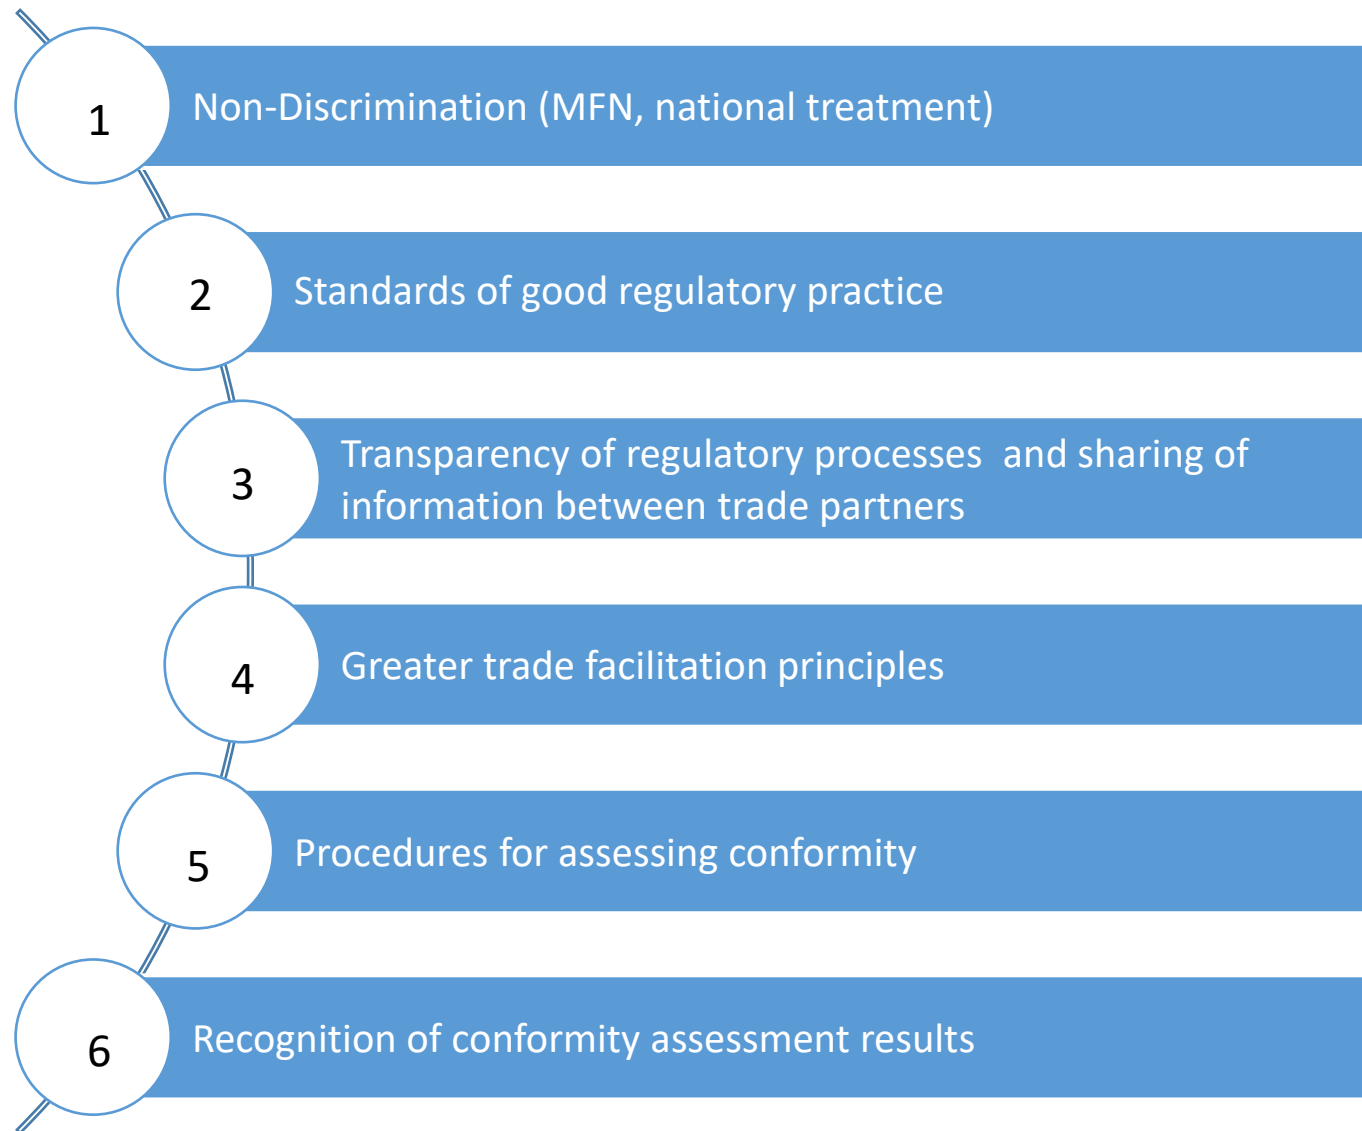 1
Non-Discrimination (MFN, national treatment)
2
Standards of good regulatory practice
3
Transparency of regulatory processes  and sharing of
information between trade partners
4
Greater trade facilitation principles
5
Procedures for assessing conformity
6
Recognition of conformity assessment results